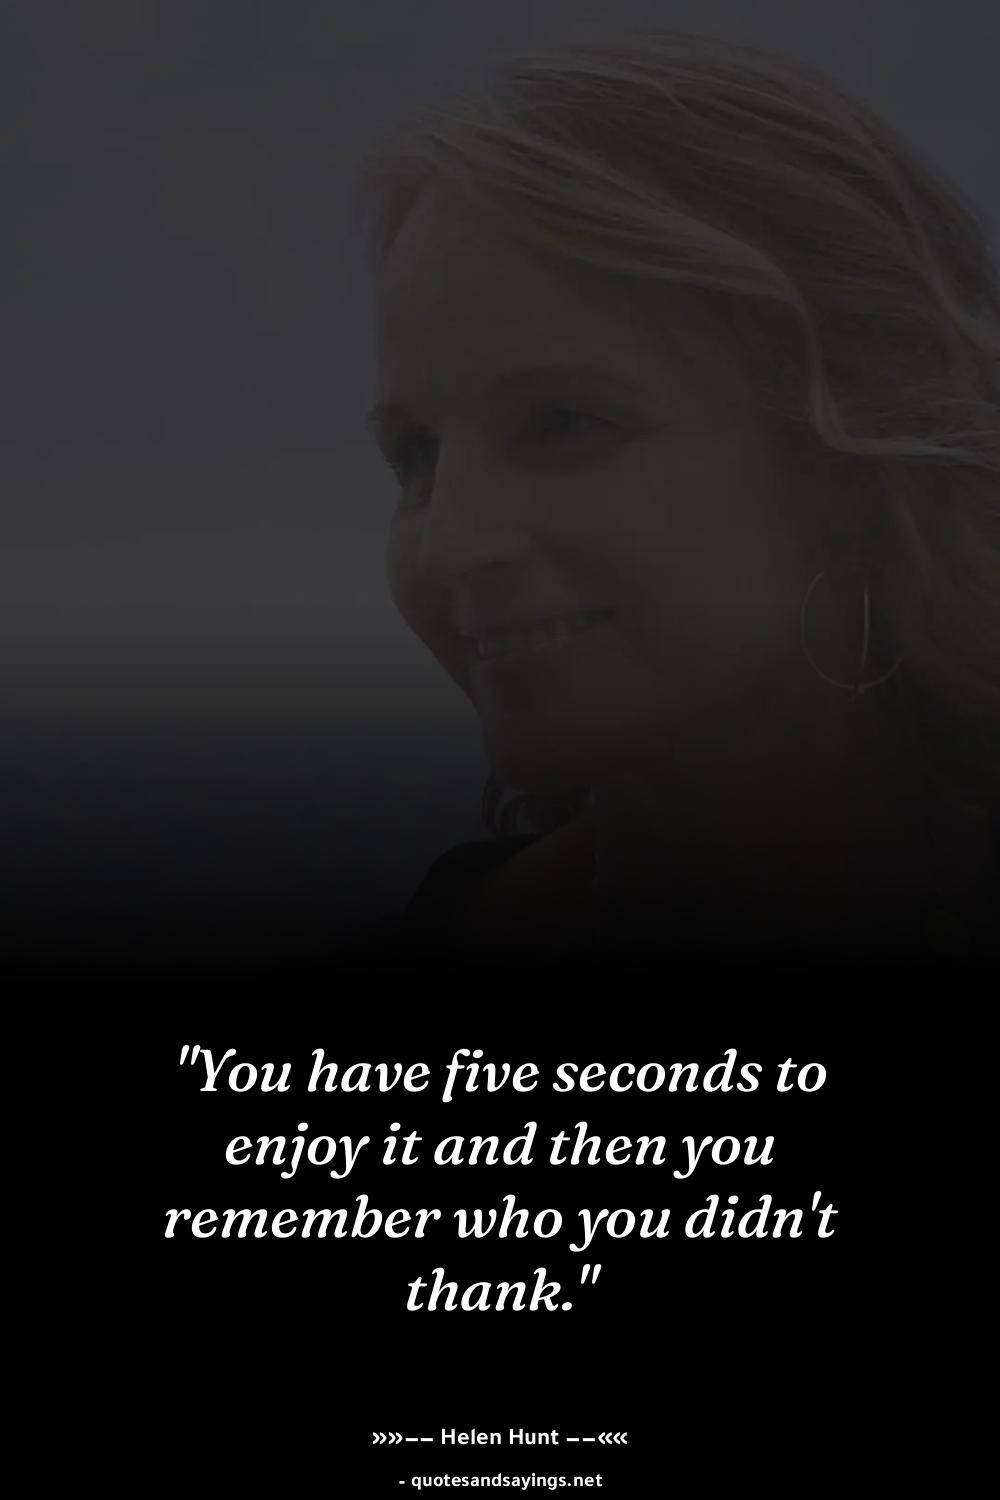 "You have five seconds to
enjoy it and then you
remember who you didn't
thank."
»»−− Helen Hunt −−««
- quotesandsayings.net